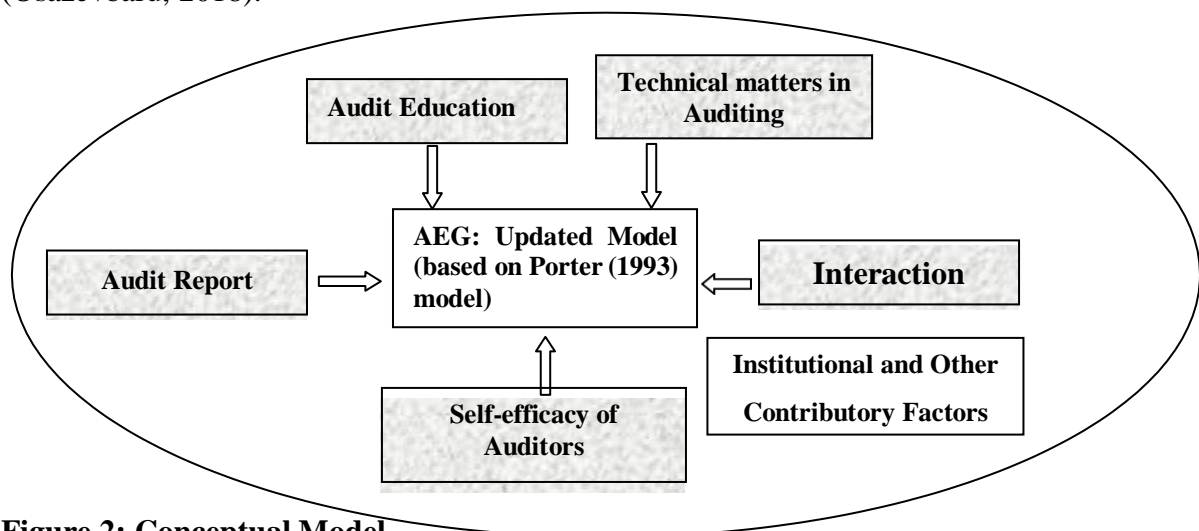 Audit Education
Technical matters in
Auditing
AEG: Updated Model
(based on Porter (1993)
model)
Audit Report
Interaction
Institutional and Other
Contributory Factors
Self-efficacy of
Auditors
Figure 2: Conceptual Model